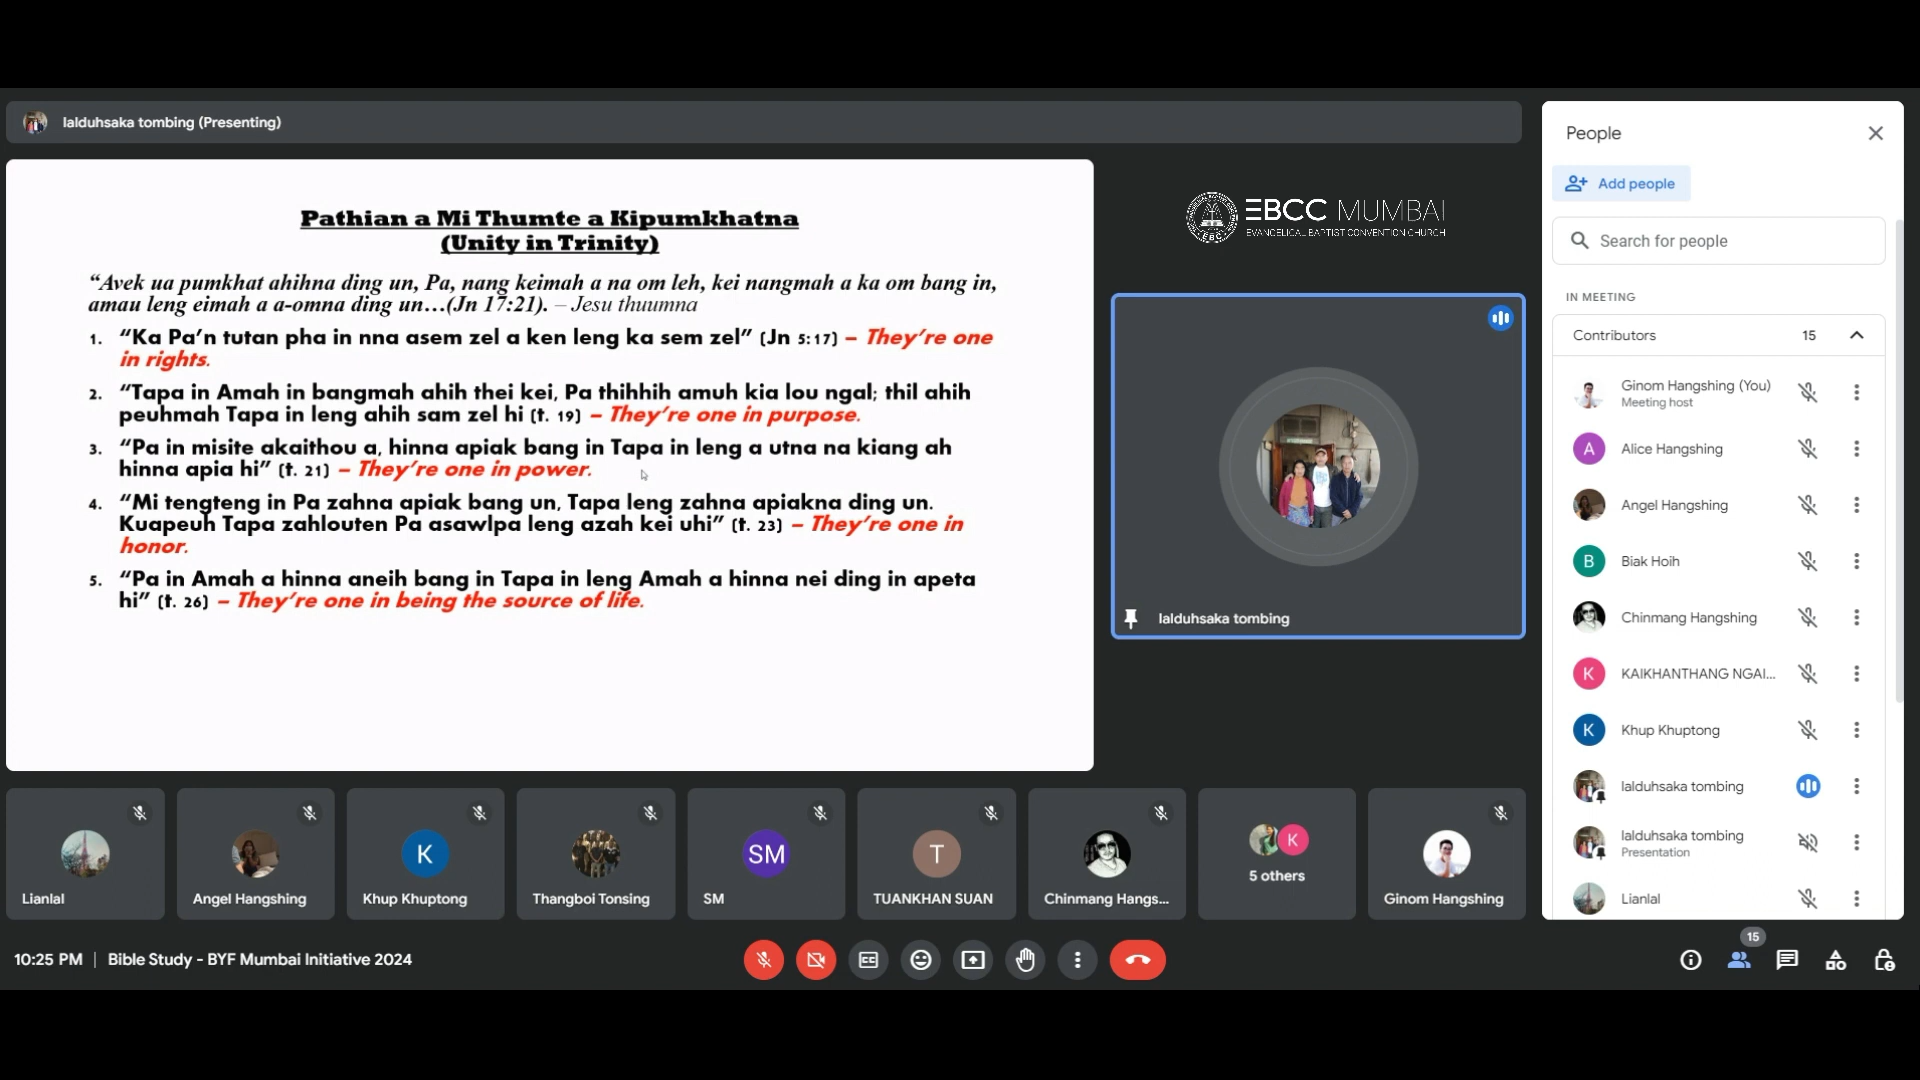 lalduhsaka tombing (Presenting)
Pathian a Mi Thumte a Kipumkhatna
(Unity in Trinity)
“Avek ua pumkhat ahihna ding un, Pa, nang keimah a na om leh, kei nangmah a ka om bang in,
amau leng eimah a a-omna ding un…(Jn 17:21). – Jesu thuumna
1. “Ka Pa’n tutan pha in nna asem zel a ken leng ka sem zel” (Jn 5:17) – They’re one
in rights.
2. “Tapa in Amah in bangmah ahih thei kei, Pa thihhih amuh kia lou ngal; thil ahih
peuhmah Tapa in leng ahih sam zel hi (t. 19) – They’re one in purpose.
3. “Pa in misite akaithou a, hinna apiak bang in Tapa in leng a utna na kiang ah
hinna apia hi” (t. 21) – They’re one in power.
4. “Mi tengteng in Pa zahna apiak bang un, Tapa leng zahna apiakna ding un.
Kuapeuh Tapa zahlouten Pa asawlpa leng azah kei uhi” (t. 23) – They’re one in
honor.
5. “Pa in Amah a hinna aneih bang in Tapa in leng Amah a hinna nei ding in apeta
hi” (t. 26) – They’re one in being the source of life.
EBCC MUMBAI
EVANGELICAL BAPTIST CONVENTION CHURCH
EBC
lalduhsaka tombing
People
Add people
Search for people
IN MEETING
Contributors 15
Ginom Hangshing (You)
Meeting host
A Alice Hangshing
Angel Hangshing
B Biak Hoih
Chinmang Hangshing
K KAIKHANTHANG NGAI...
K Khup Khuptong
lalduhsaka tombing
lalduhsaka tombing
Presentation
Lianlal
Lianlal
Angel Hangshing
K
Khup Khuptong
Thangboi Tonsing
SM
SM
T
TUANKHAN SUAN
Chinmang Hangs...
K
5 others
Ginom Hangshing
10:25 PM | Bible Study - BYF Mumbai Initiative 2024
CC
15